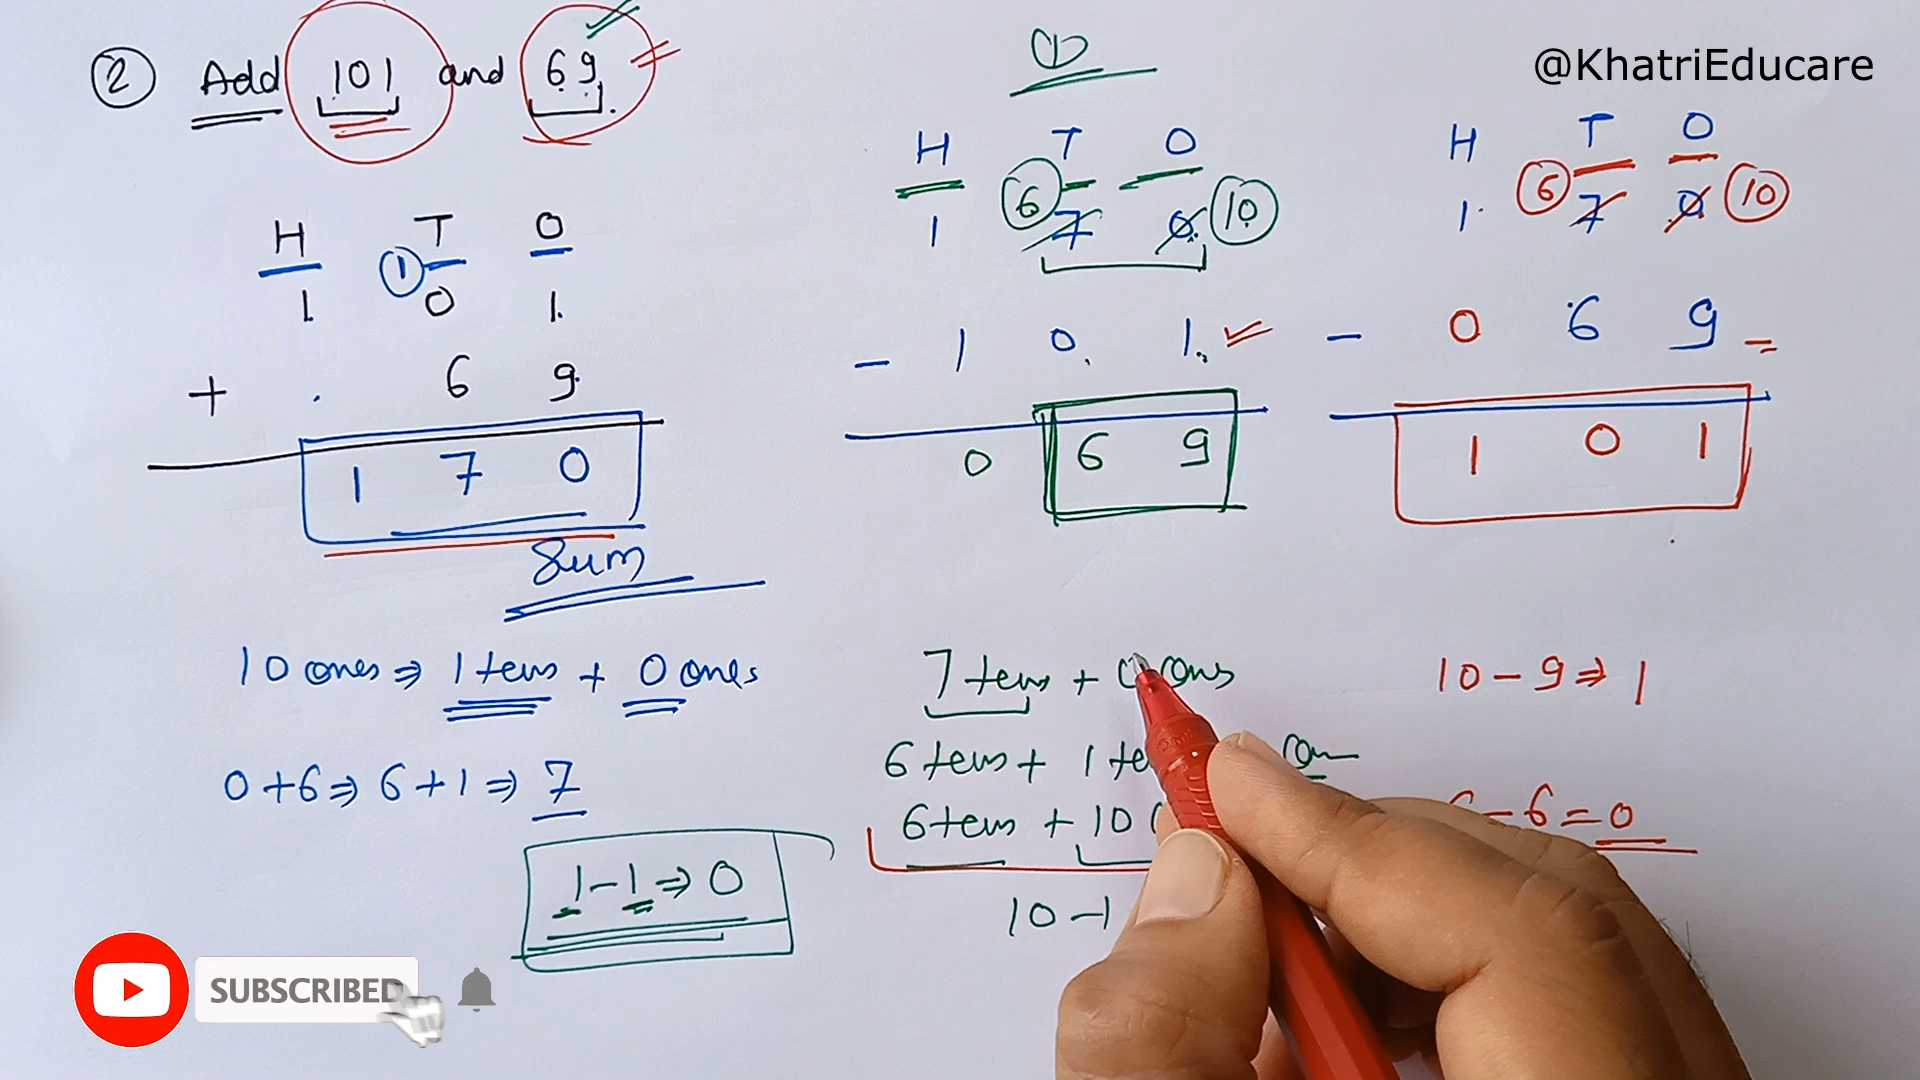 ② Add 101 and 69
H T O
① 
1 0 1
+ 6 9
1 7 0
Sum
10 ones ⇒ 1 tens + 0 ones
0+6 ⇒ 6+1 ⇒ 7
1-1 ⇒ 0
①
H T O
6 10
1 7 0
- 1 0 1
0 6 9
7 tens + 0 ones
6 tens + 1 te
6 tens + 10
10 - 1
@KhatriEducare
H T O
6 10
1 7 0
- 0 6 9
1 0 1
10 - 9 ⇒ 1
- 6 = 0
SUBSCRIBED